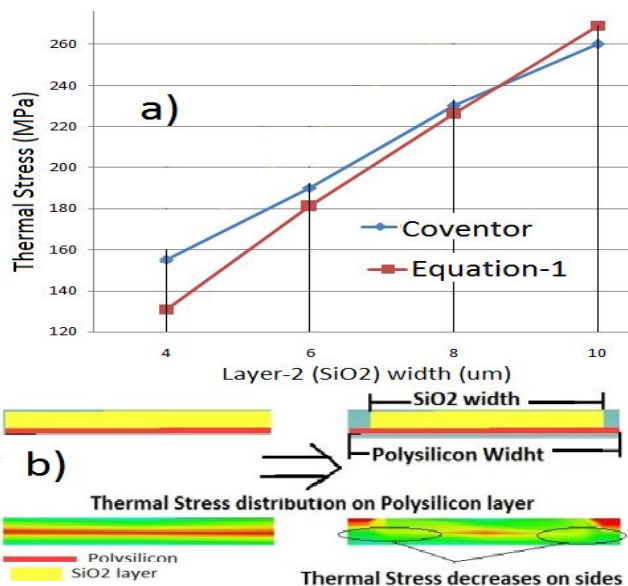 260
240
220
200
180
160
140
120
Thermal Stress (MPa)
a)
Coventor
Equation-1
4 6 8 10
Layer-2 (SiO2) width (um)
SiO2 width
Polysilicon Widht
b)
Thermal Stress distribution on Polysilicon layer
Polysilicon
SiO2 layer
Thermal Stress decreases on sides